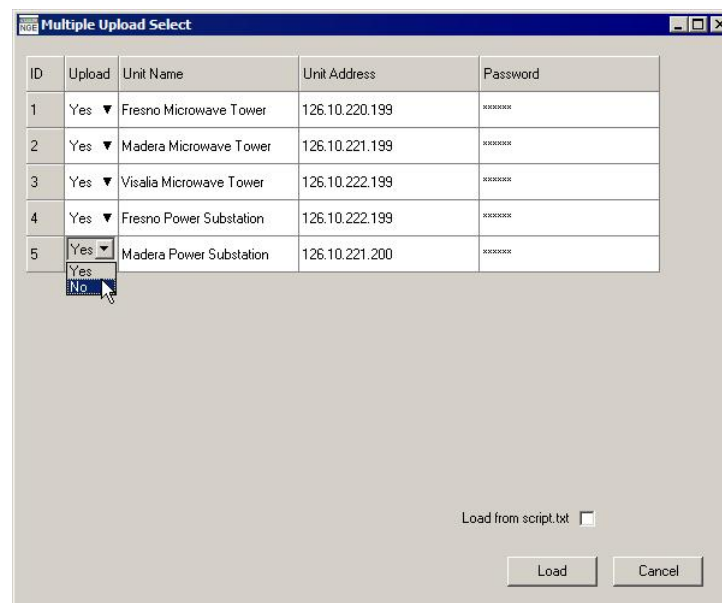 NGE Multiple Upload Select
ID Upload Unit Name Unit Address Password
1 Yes ▼ Fresno Microwave Tower 126.10.220.199 ******
2 Yes ▼ Madera Microwave Tower 126.10.221.199 ******
3 Yes ▼ Visalia Microwave Tower 126.10.222.199 ******
4 Yes ▼ Fresno Power Substation 126.10.222.199 ******
5 Yes ▼ Madera Power Substation 126.10.221.200 ******
Yes
No
Load from script.txt
Load Cancel